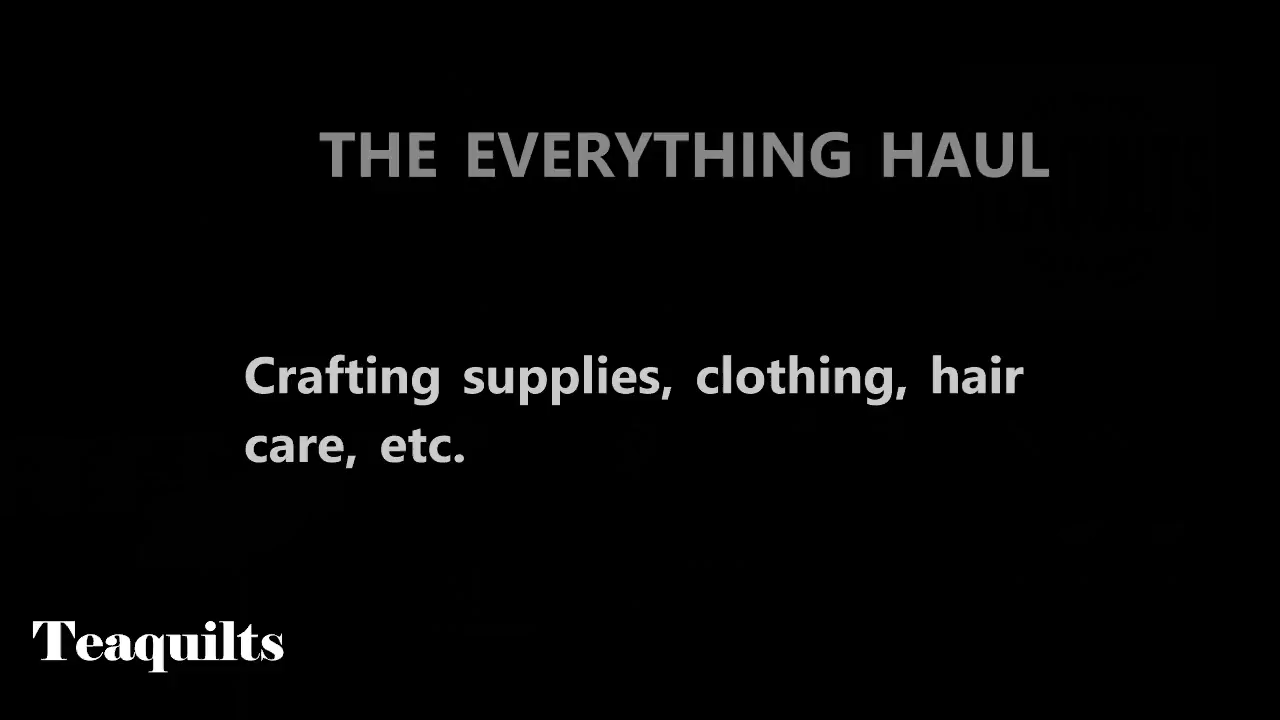 THE EVERYTHING HAUL
Crafting supplies, clothing, hair
care, etc.
Teaquilts